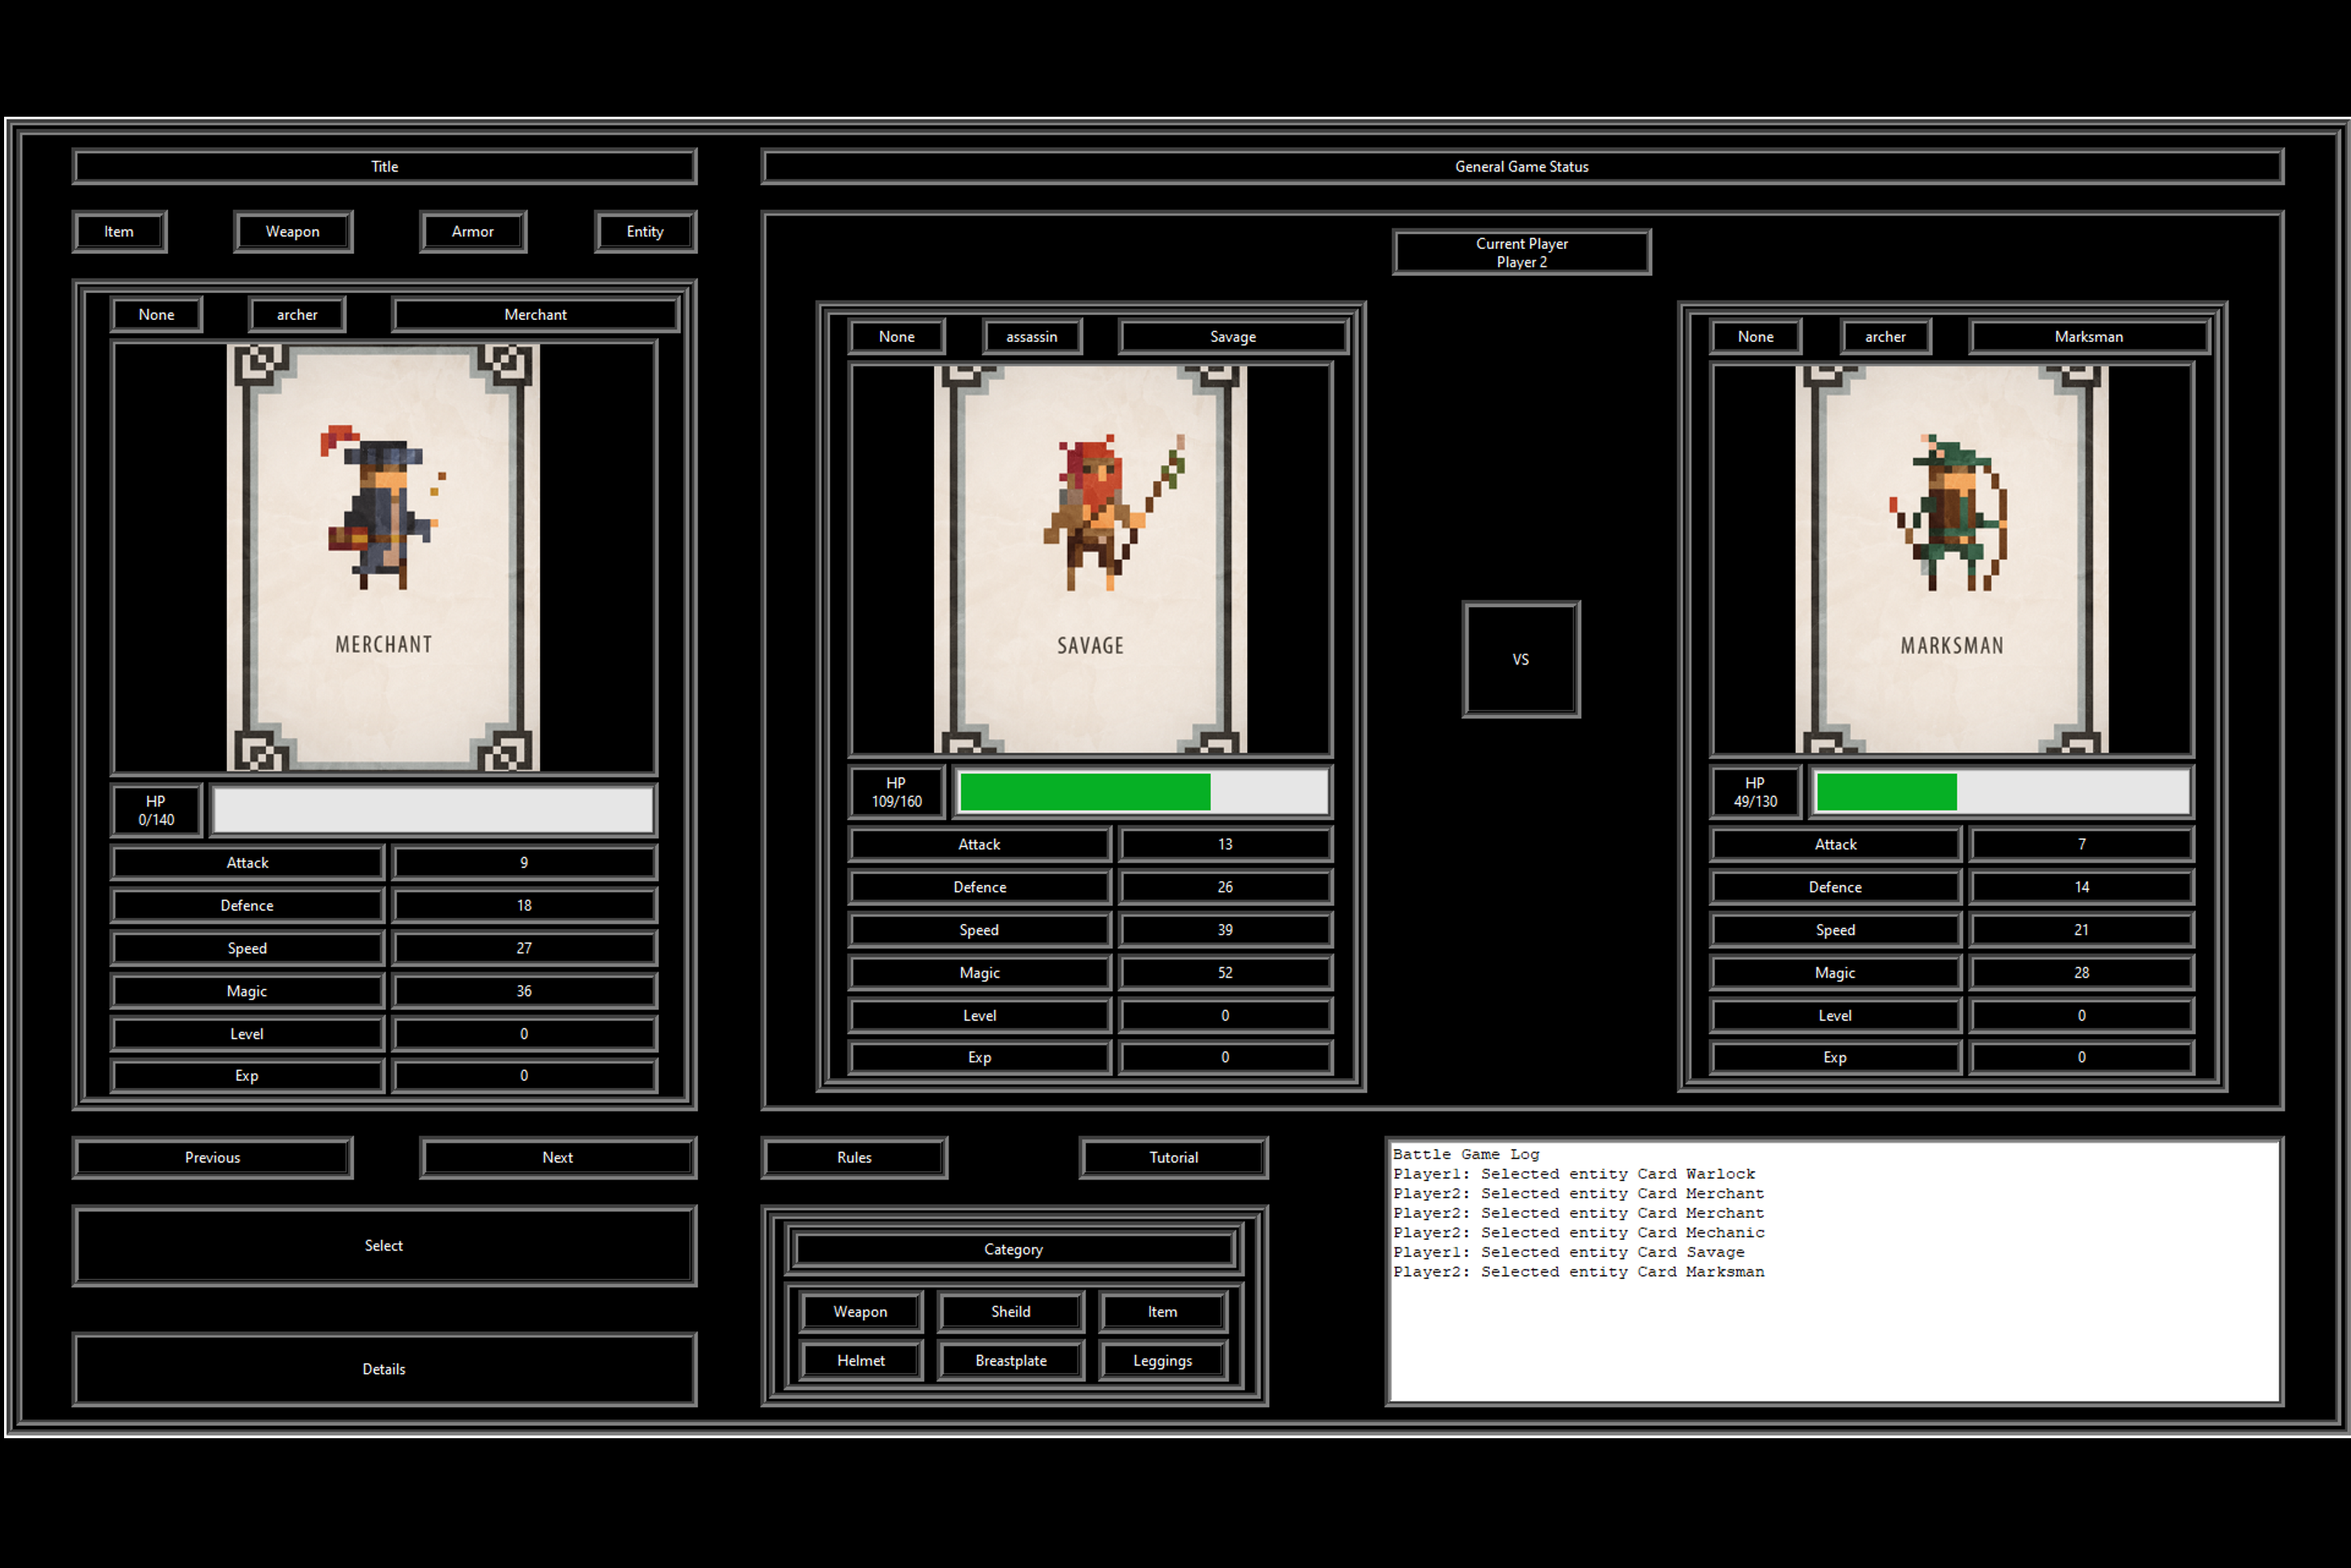 Title
General Game Status
Item
Weapon
Armor
Entity
Current Player
Player 2
None
archer
Merchant
MERCHANT
HP
0/140
Attack
9
Defence
18
Speed
27
Magic
36
Level
0
Exp
0
None
assassin
Savage
SAVAGE
HP
109/160
Attack
13
Defence
26
Speed
39
Magic
52
Level
0
Exp
0
VS
None
archer
Marksman
MARKSMAN
HP
49/130
Attack
7
Defence
14
Speed
21
Magic
28
Level
0
Exp
0
Previous
Next
Select
Details
Rules
Tutorial
Category
Weapon
Sheild
Item
Helmet
Breastplate
Leggings
Battle Game Log
Player1: Selected entity Card Warlock
Player2: Selected entity Card Merchant
Player2: Selected entity Card Merchant
Player2: Selected entity Card Mechanic
Player1: Selected entity Card Savage
Player2: Selected entity Card Marksman